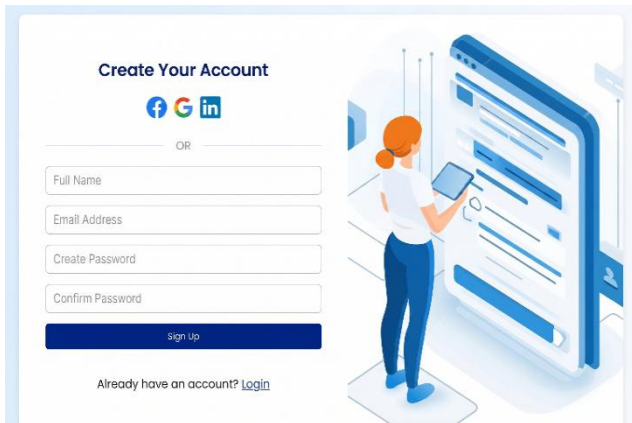 Create Your Account
OR
Full Name
Email Address
Create Password
Confirm Password
Sign Up
Already have an account? Login